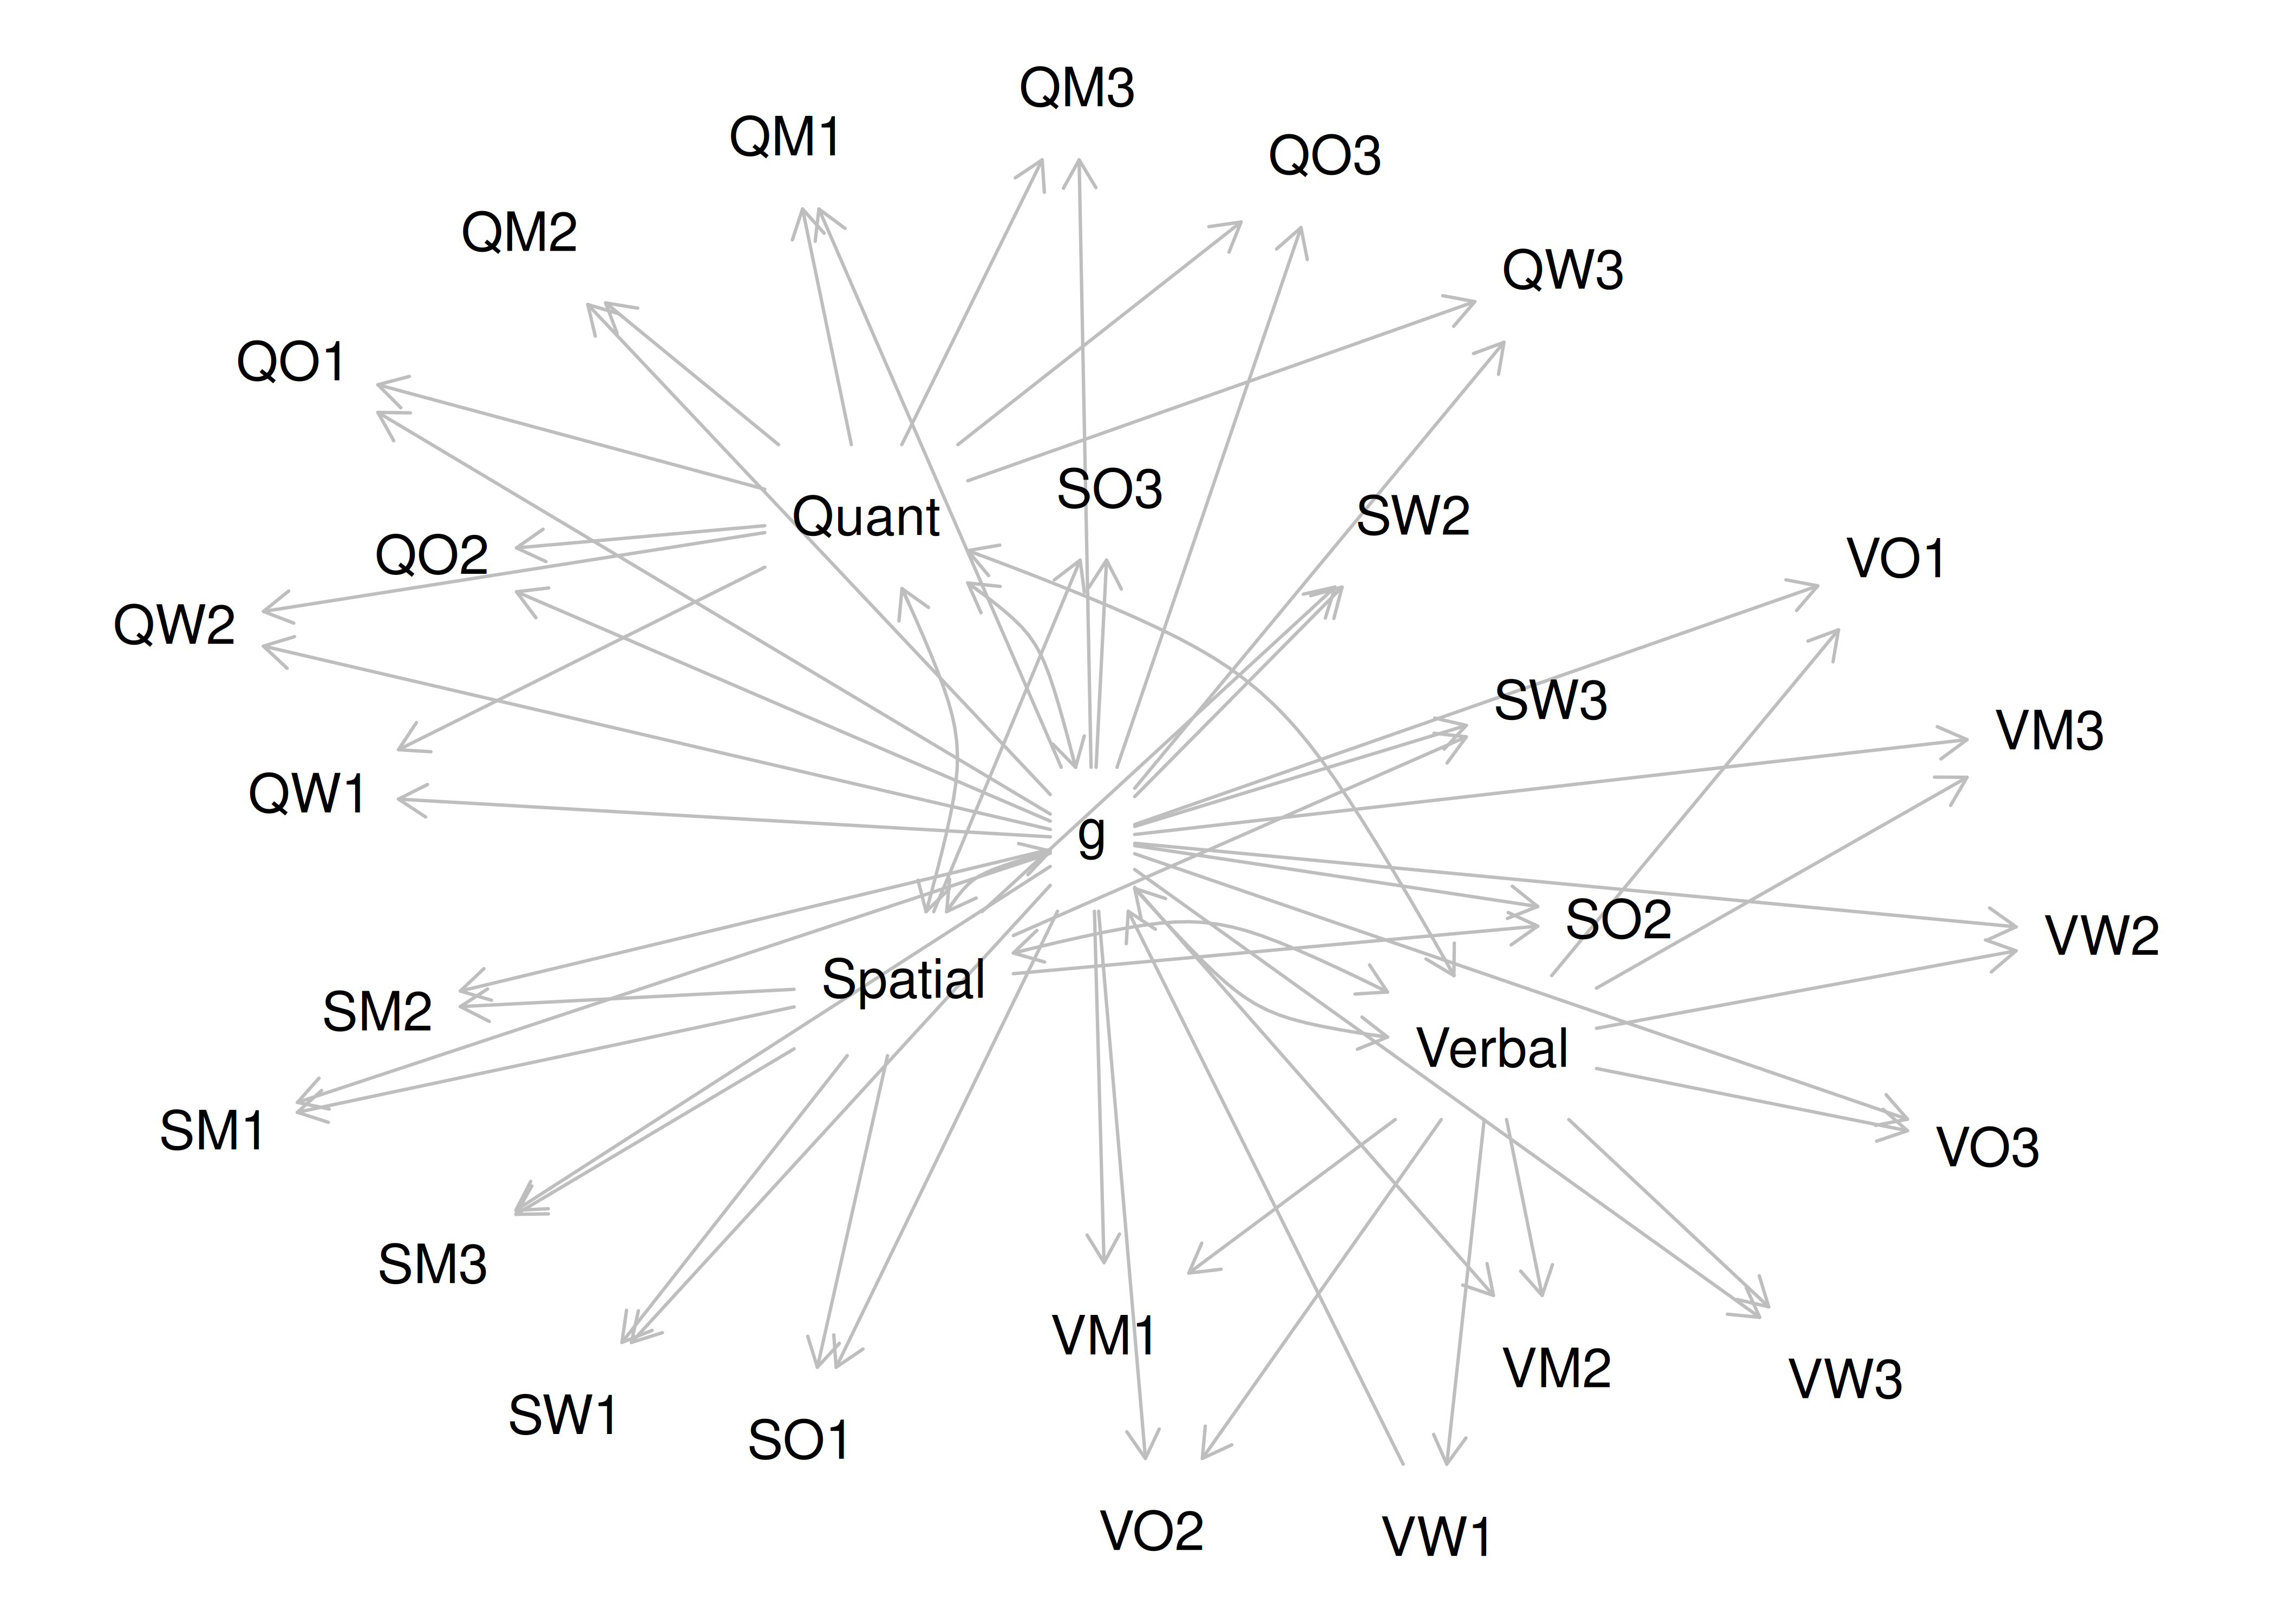 QM3
QM1
QO3
QM2
QW3
QO1
SO3
Quant
SW2
QO2
VO1
QW2
SW3
VM3
QW1
g
SO2
VW2
Spatial
SM2
Verbal
SM1
VO3
SM3
VM1
VM2
VW3
SW1
SO1
VO2
VW1